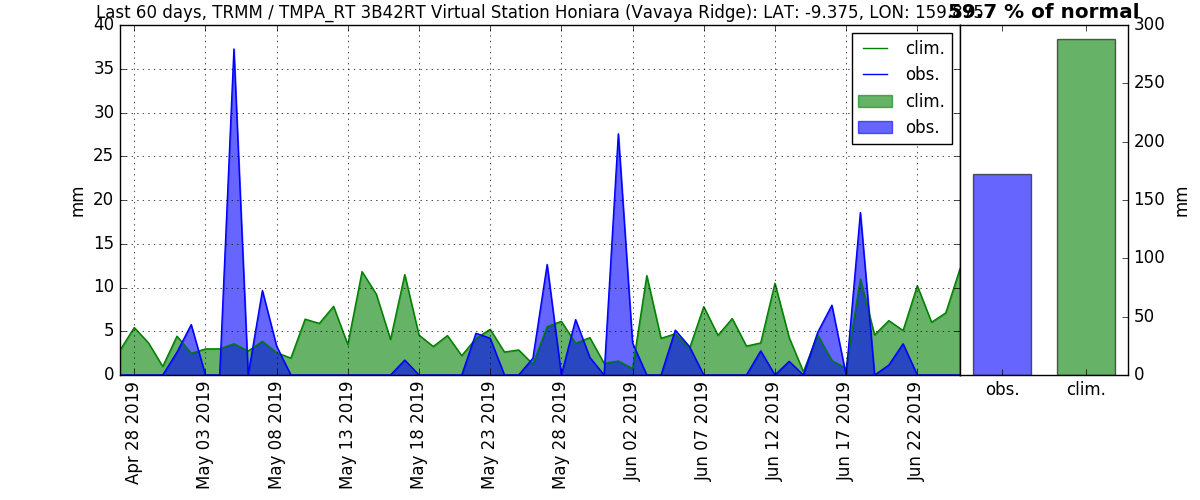 Last 60 days, TRMM / TMPA_RT 3B42RT Virtual Station Honiara (Vavaya Ridge): LAT: -9.375, LON:
59.7 % of normal
40
35
30
25
20
15
10
5
0
mm
clim.
obs.
clim.
obs.
300
250
200
150
100
50
0
mm
obs.
clim.
Apr 28 2019
May 03 2019
May 08 2019
May 13 2019
May 18 2019
May 23 2019
May 28 2019
Jun 02 2019
Jun 07 2019
Jun 12 2019
Jun 17 2019
Jun 22 2019